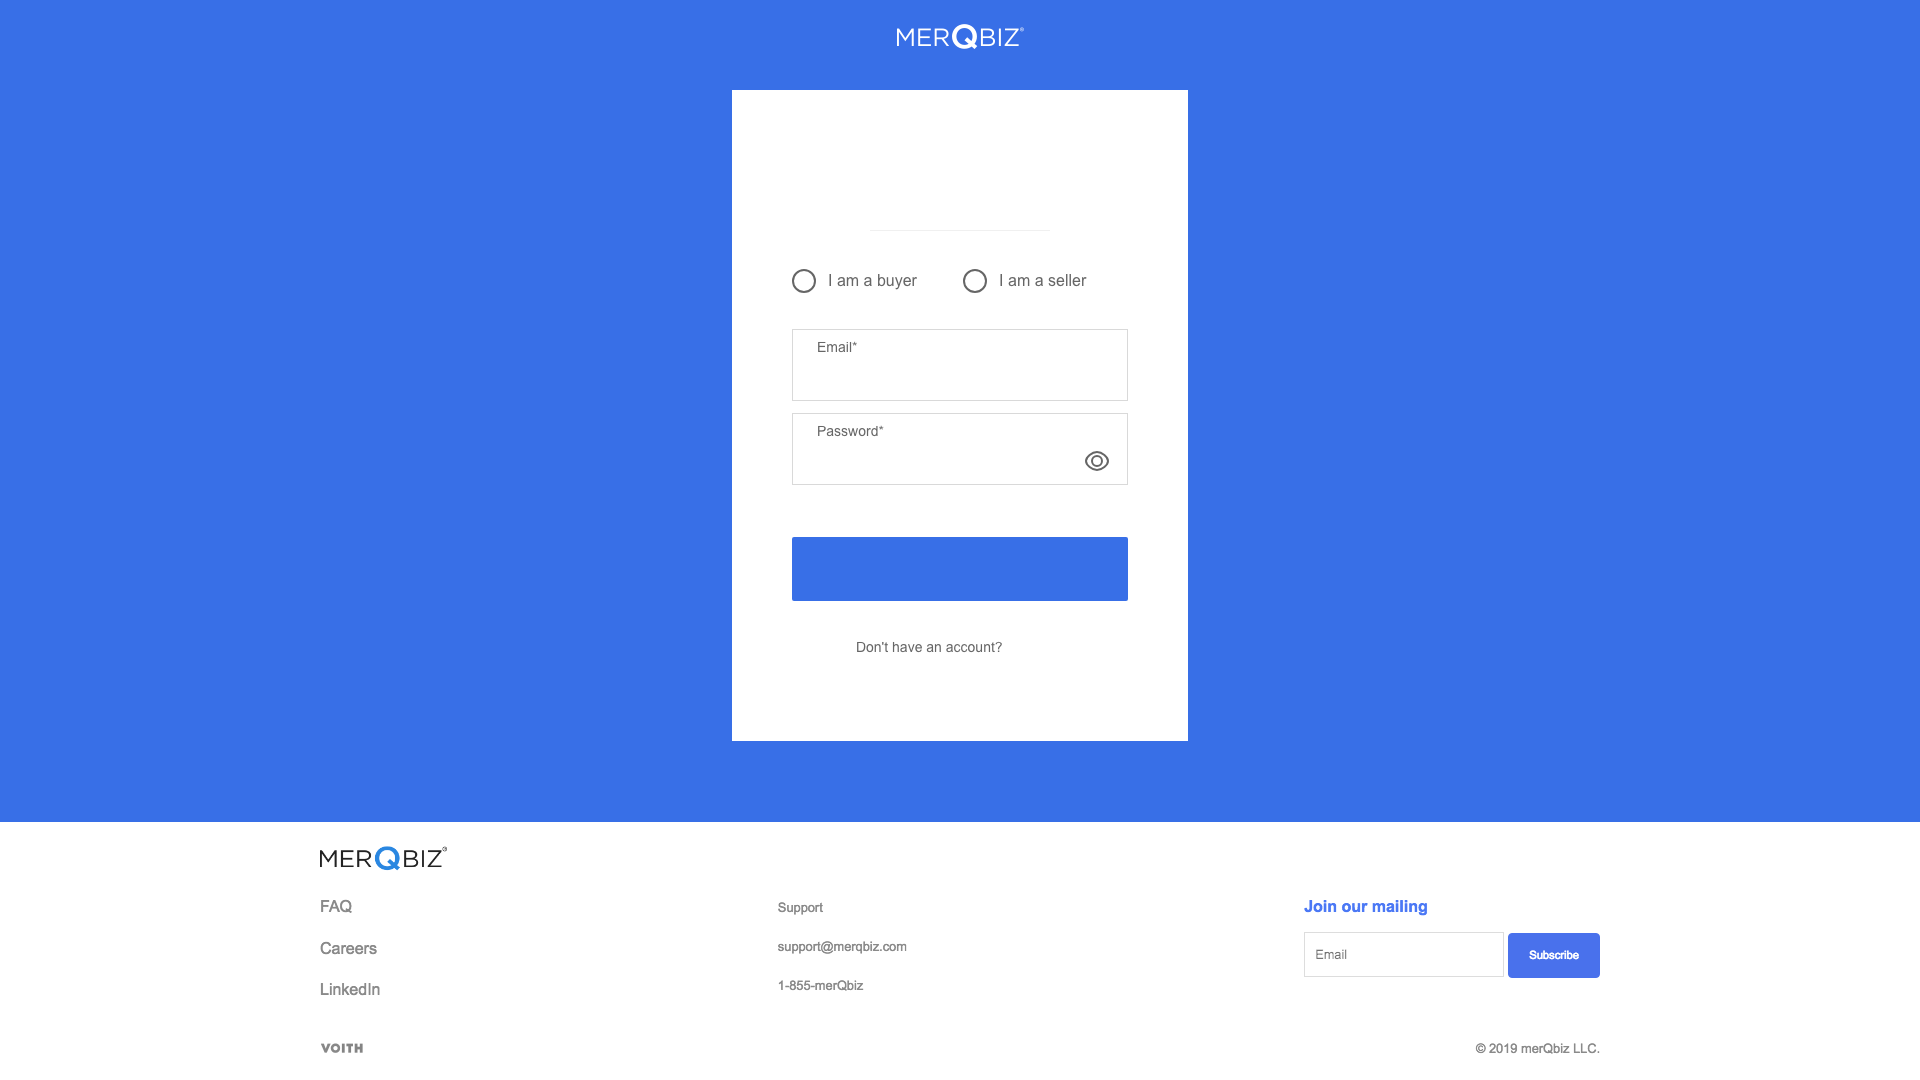 MERQBIZ®
I am a buyer
I am a seller
Email*
Password*
Don't have an account?
MERQBIZ®
FAQ
Careers
LinkedIn
Support
support@merqbiz.com
1-855-merQbiz
Join our mailing
Email
Subscribe
VOITH
© 2019 merQbiz LLC.